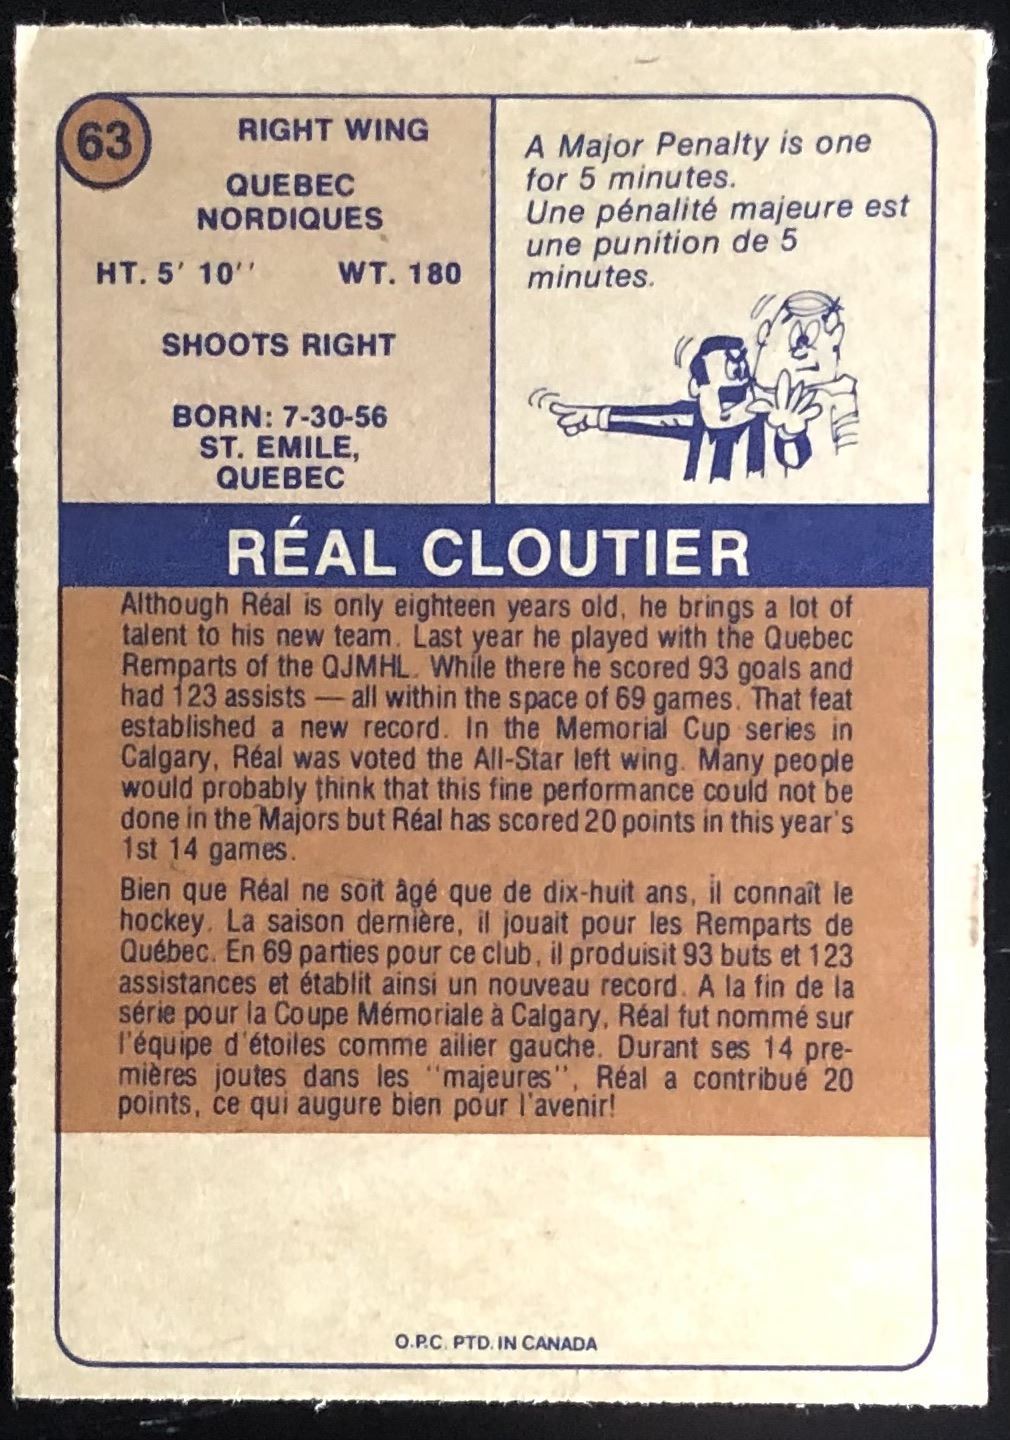 63
RIGHT WING
QUEBEC
NORDIQUES
HT. 5' 10'' WT. 180
SHOOTS RIGHT
BORN: 7-30-56
ST. EMILE,
QUEBEC
A Major Penalty is one
for 5 minutes.
Une pénalité majeure est
une punition de 5
minutes.
RÉAL CLOUTIER
Although Réal is only eighteen years old, he brings a lot of
talent to his new team. Last year he played with the Quebec
Remparts of the QJMHL. While there he scored 93 goals and
had 123 assists — all within the space of 69 games. That feat
established a new record. In the Memorial Cup series in
Calgary, Réal was voted the All-Star left wing. Many people
would probably think that this fine performance could not be
done in the Majors but Réal has scored 20 points in this year's
1st 14 games.
Bien que Réal ne soit âgé que de dix-huit ans, il connaît le
hockey. La saison dernière, il jouait pour les Remparts de
Québec. En 69 parties pour ce club, il produisit 93 buts et 123
assistances et établit ainsi un nouveau record. A la fin de la
série pour la Coupe Mémoriale à Calgary, Réal fut nommé sur
l'équipe d'étoiles comme ailier gauche. Durant ses 14 pre-
mières joutes dans les "majeures", Réal a contribué 20
points, ce qui augure bien pour l'avenir!
O.P.C. PTD. IN CANADA